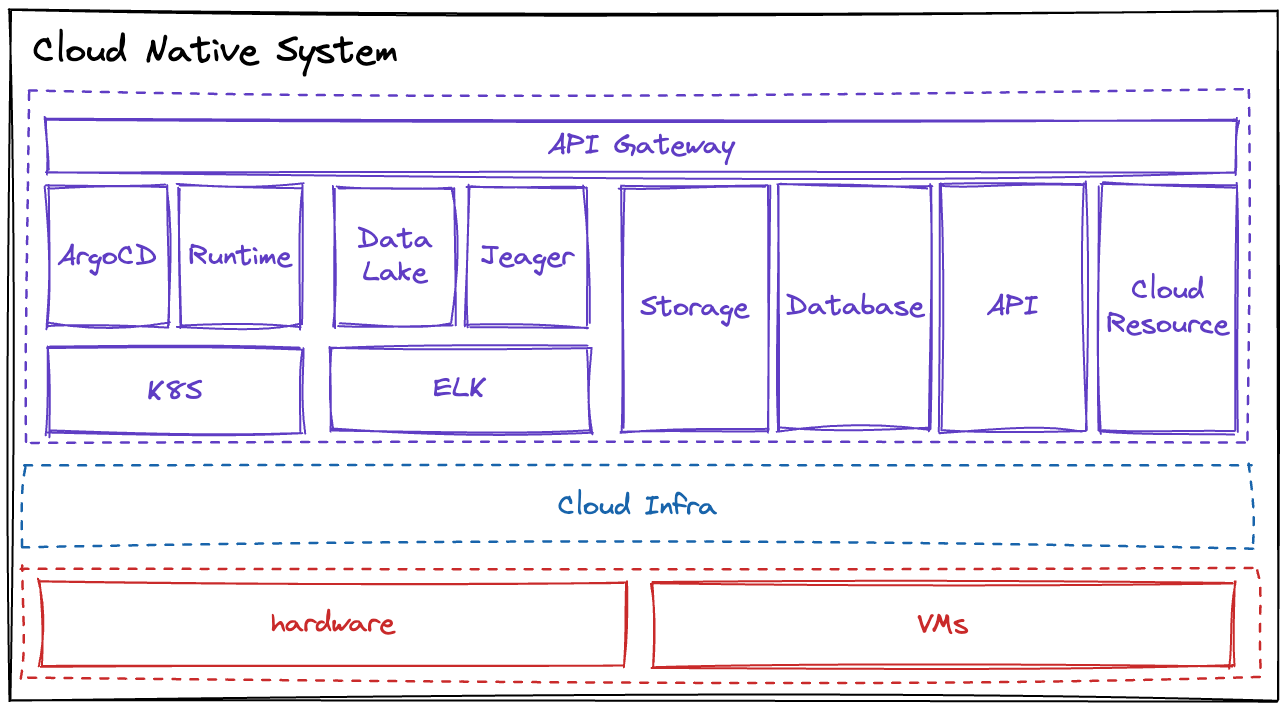 Cloud Native System
API Gateway
ArgoCD
Runtime
Data
Lake
Jeager
Storage
Database
API
Cloud
Resource
K8S
ELK
Cloud Infra
hardware
VMs